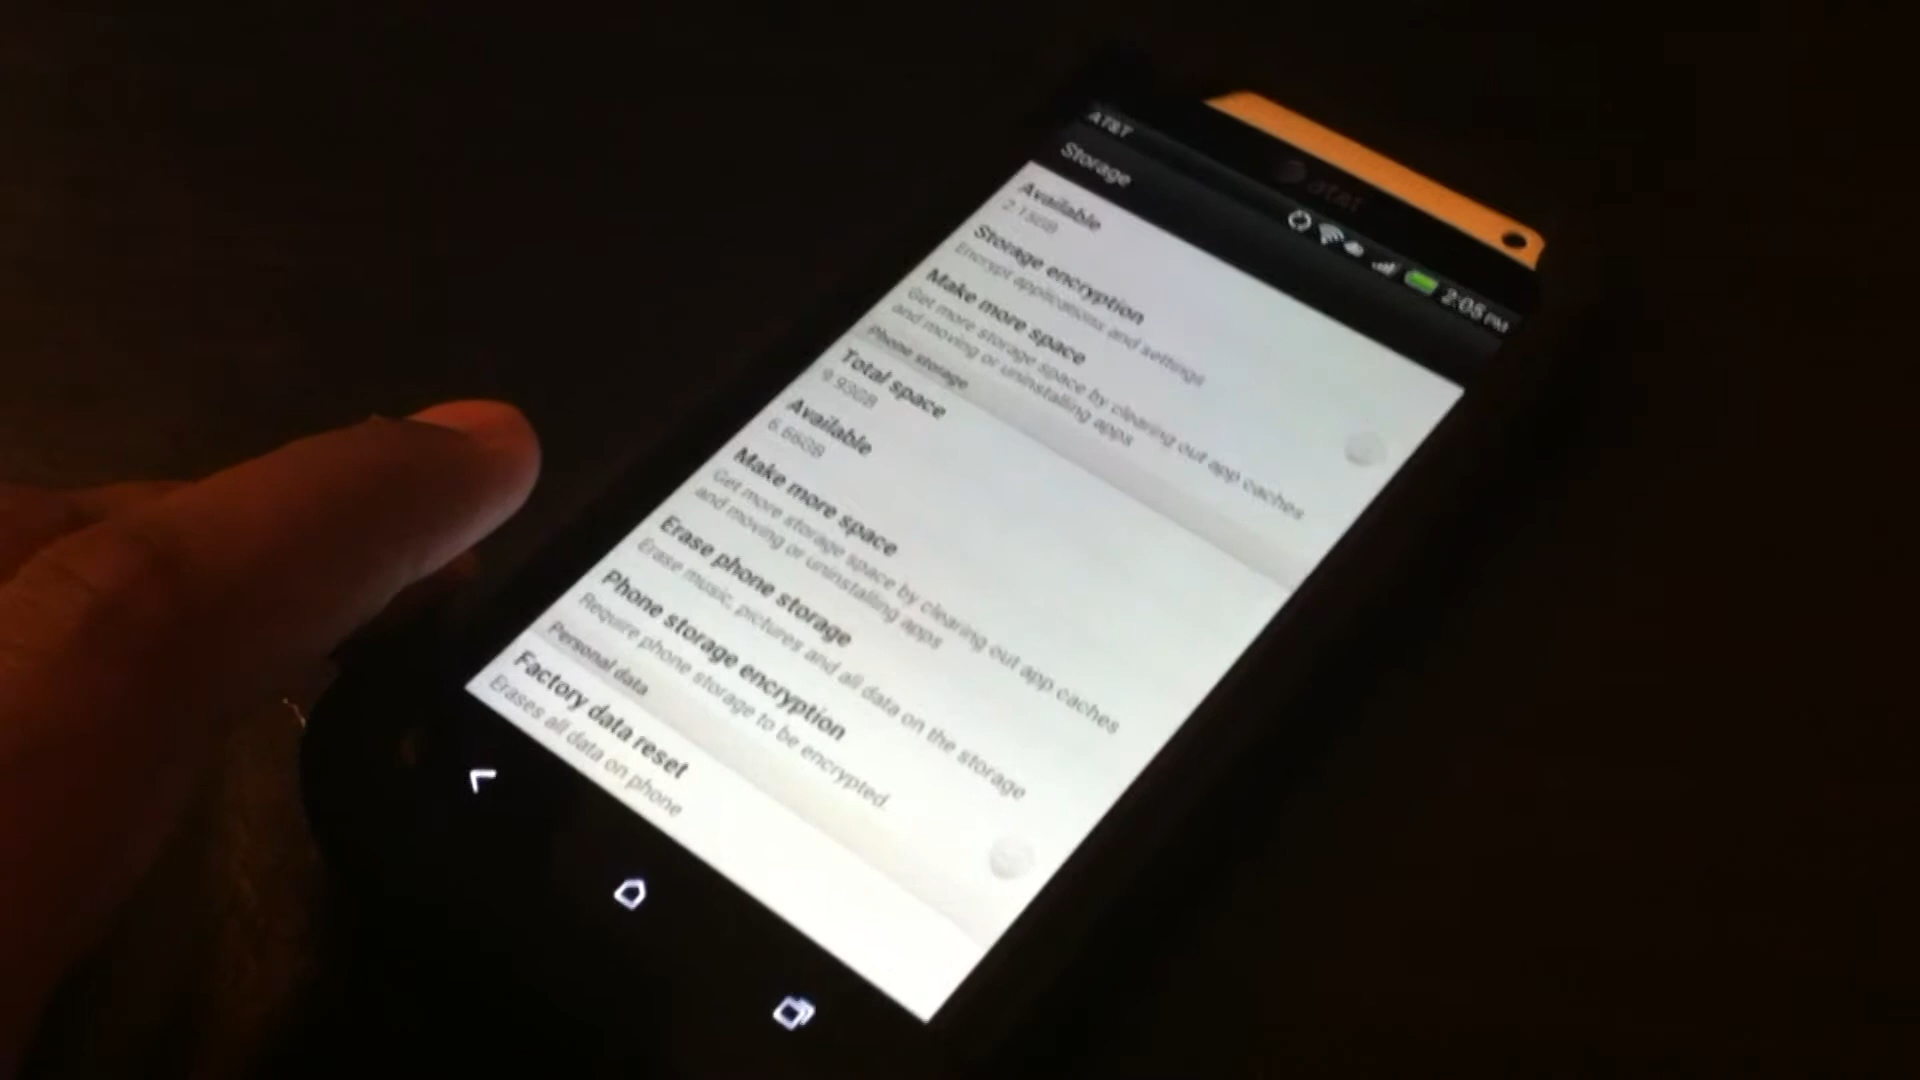 at&t
AT&T
2:05 PM
Storage
Available
2.13GB
Storage encryption
Encrypt applications and settings
Make more space
Get more storage space by clearing out app caches
and moving or uninstalling apps
Phone storage
Total space
9.93GB
Available
6.66GB
Make more space
Get more storage space by clearing out app caches
and moving or uninstalling apps
Erase phone storage
Erase music, pictures and all data on the storage
Phone storage encryption
Require phone storage to be encrypted.
Personal data
Factory data reset
Erases all data on phone